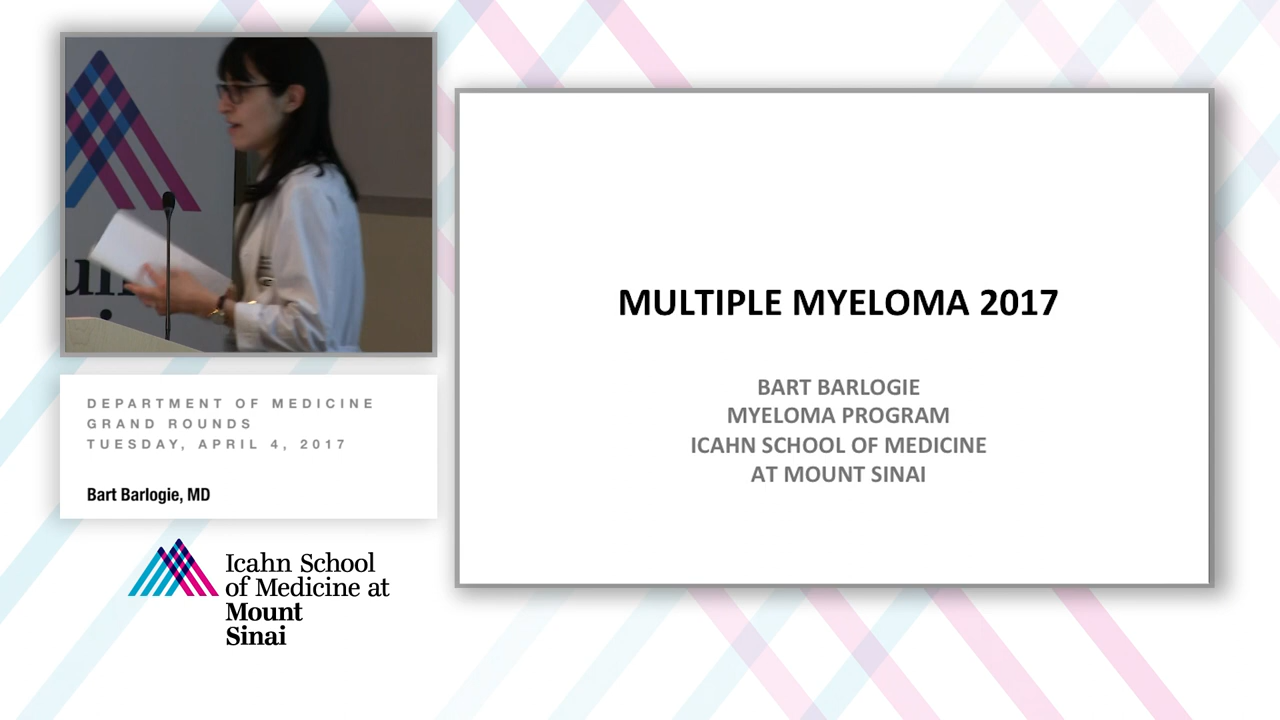 DEPARTMENT OF MEDICINE
GRAND ROUNDS
TUESDAY, APRIL 4, 2017
Bart Barlogie, MD
Icahn School
of Medicine at
Mount
Sinai
MULTIPLE MYELOMA 2017
BART BARLOGIE
MYELOMA PROGRAM
ICAHN SCHOOL OF MEDICINE
AT MOUNT SINAI